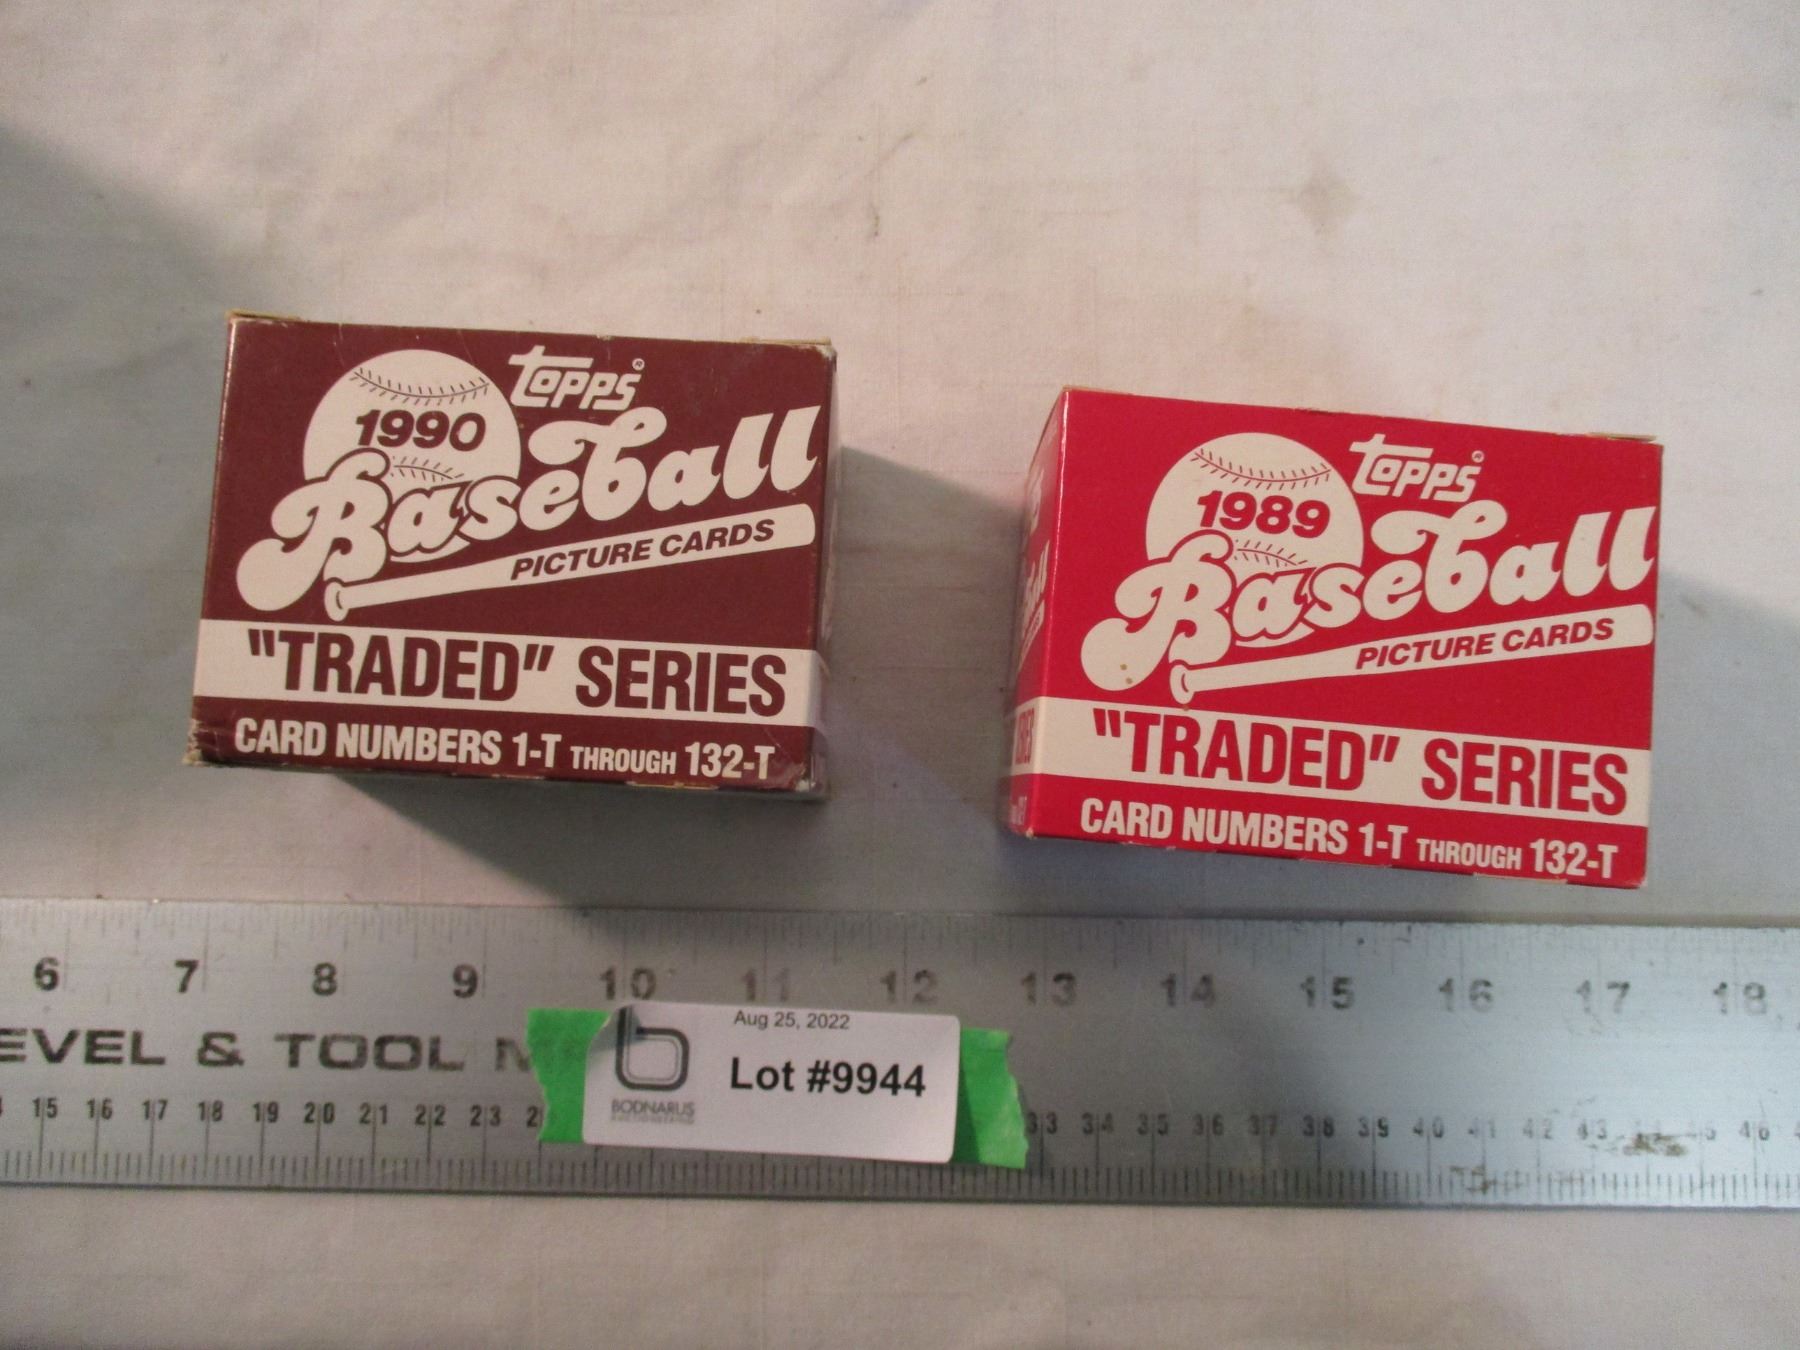 topps®
1990
Baseball
PICTURE CARDS
"TRADED" SERIES
CARD NUMBERS 1-T THROUGH 132-T
topps®
1989
Baseball
PICTURE CARDS
"TRADED" SERIES
CARD NUMBERS 1-T THROUGH 132-T
6 7 8 9 10 11 12 13 14 15 16 17 18
EVEL & TOOL
Aug 25, 2022
Lot #9944
BODNARUS
AUCTIONEERING
15 16 17 18 19 20 21 22 23 33 34 35 36 37 38 39 40 41 42 43 46